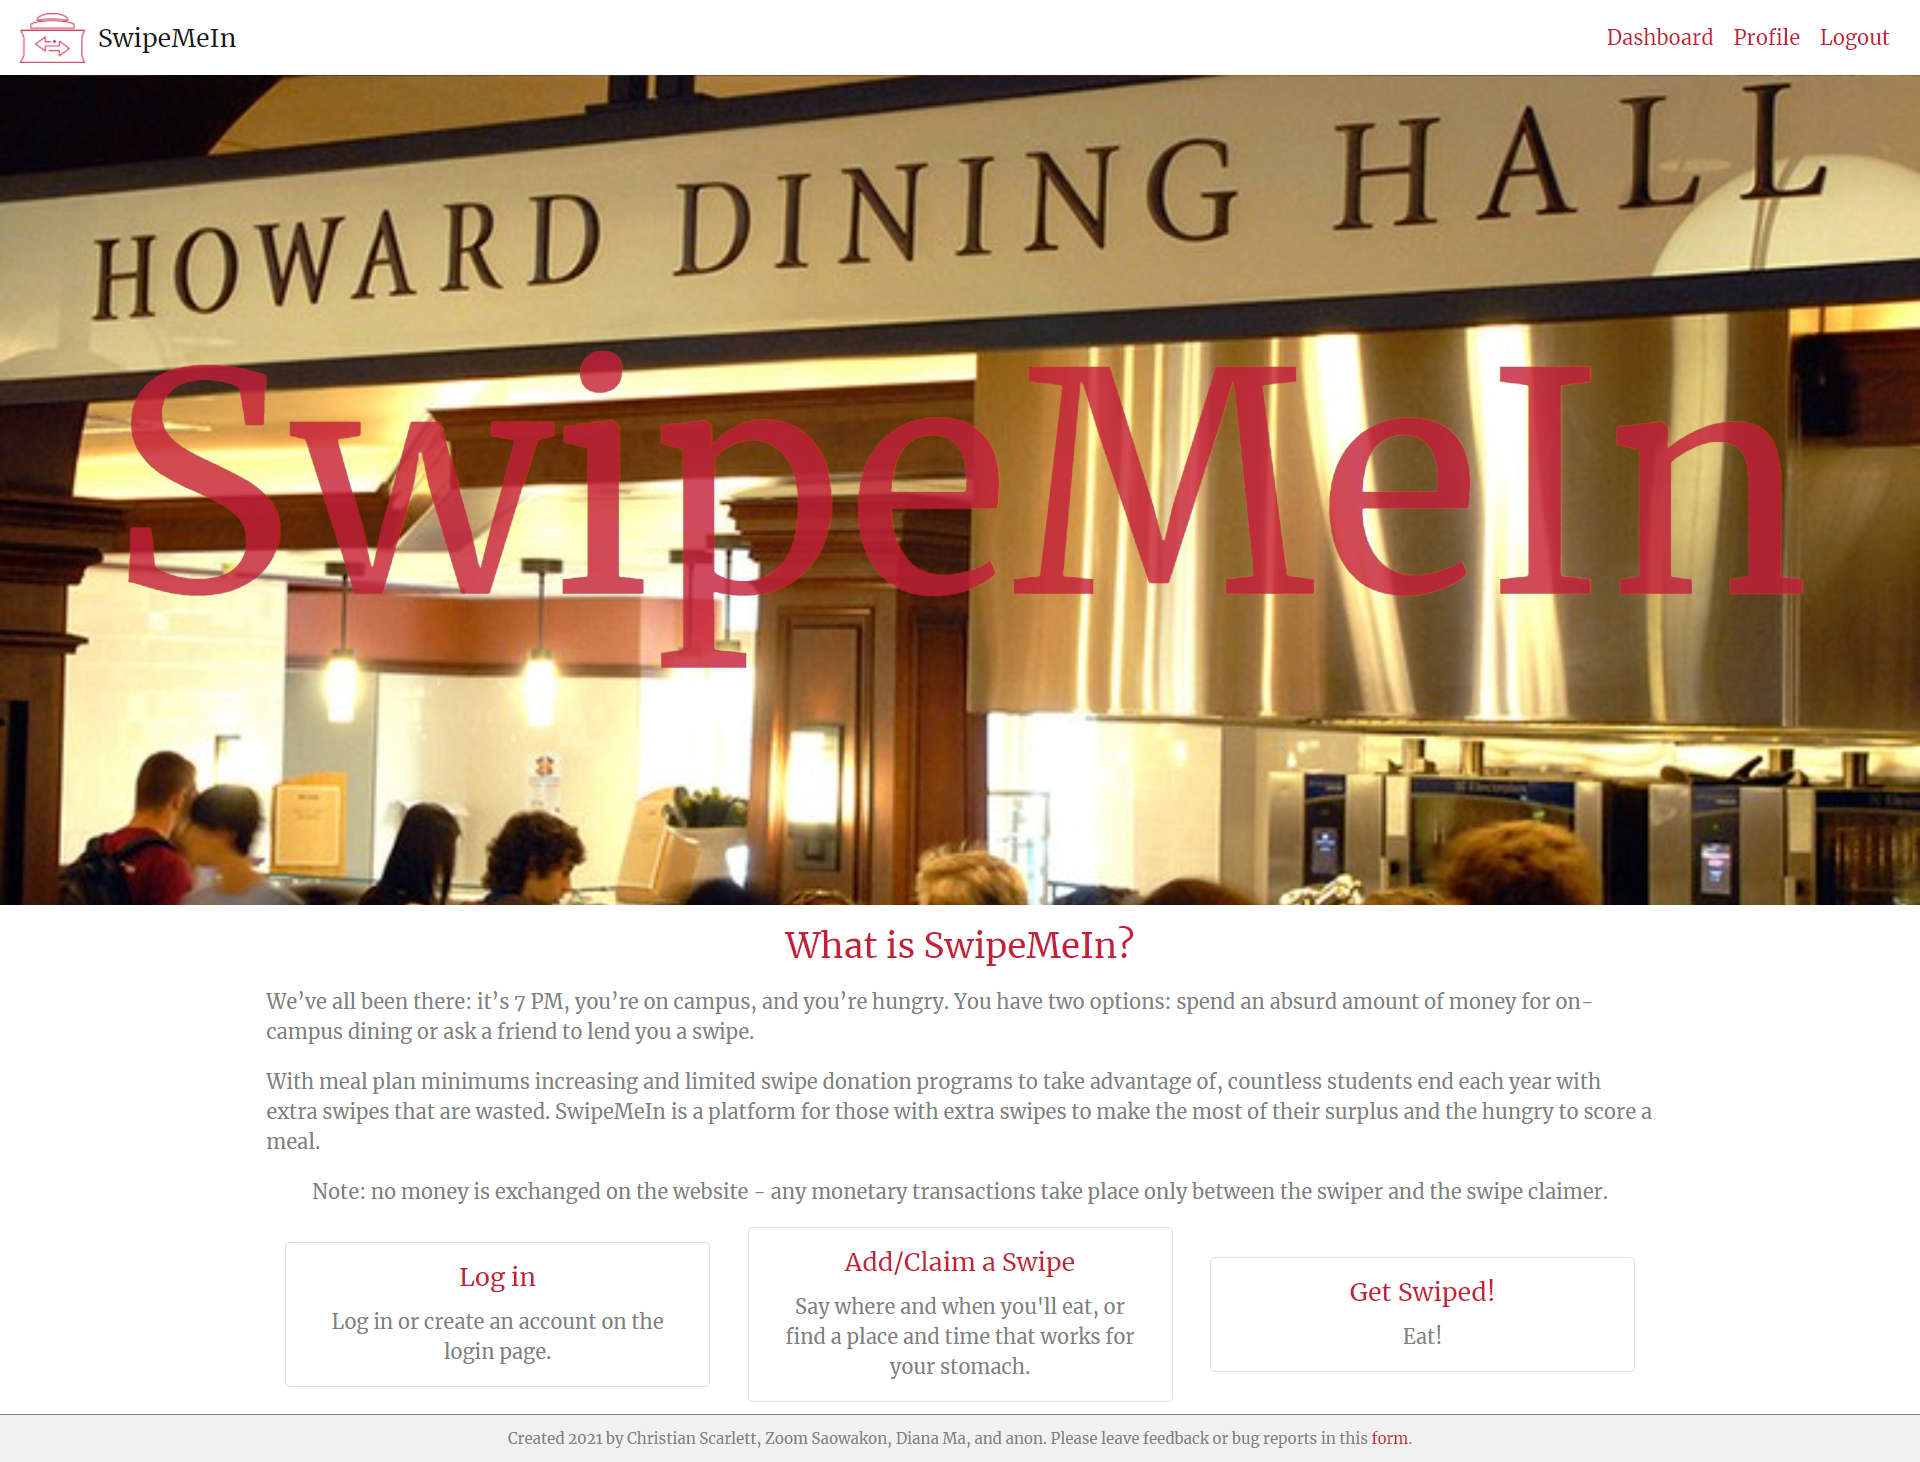 SwipeMeIn
Dashboard Profile Logout
HOWARD DINING HALL
SwipeMeIn
What is SwipeMeIn?
We’ve all been there: it’s 7 PM, you’re on campus, and you’re hungry. You have two options: spend an absurd amount of money for on-
campus dining or ask a friend to lend you a swipe.
With meal plan minimums increasing and limited swipe donation programs to take advantage of, countless students end each year with
extra swipes that are wasted. SwipeMeIn is a platform for those with extra swipes to make the most of their surplus and the hungry to score a
meal.
Note: no money is exchanged on the website - any monetary transactions take place only between the swiper and the swipe claimer.
Log in
Log in or create an account on the
login page.
Add/Claim a Swipe
Say where and when you'll eat, or
find a place and time that works for
your stomach.
Get Swiped!
Eat!
Created 2021 by Christian Scarlett, Zoom Saowakon, Diana Ma, and anon. Please leave feedback or bug reports in this form.